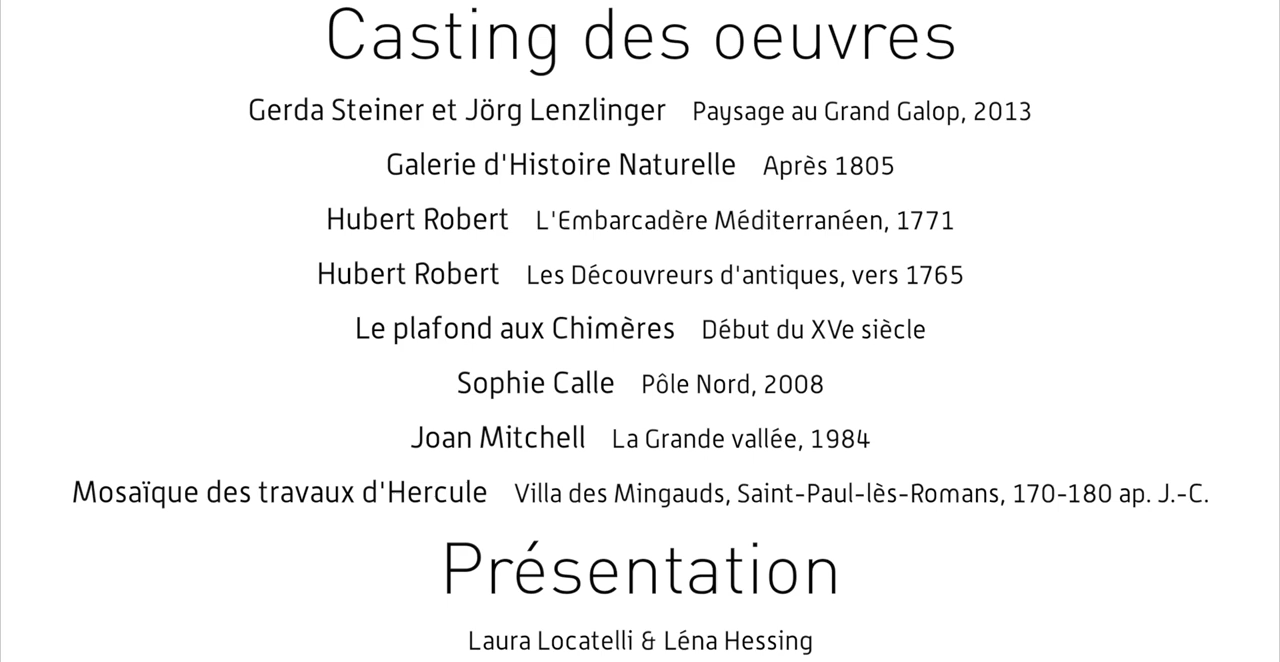 Casting des oeuvres
Gerda Steiner et Jörg Lenzlinger Paysage au Grand Galop, 2013
Galerie d'Histoire Naturelle Après 1805
Hubert Robert L'Embarcadère Méditerranéen, 1771
Hubert Robert Les Découvreurs d'antiques, vers 1765
Le plafond aux Chimères Début du XVe siècle
Sophie Calle Pôle Nord, 2008
Joan Mitchell La Grande vallée, 1984
Mosaïque des travaux d'Hercule Villa des Mingauds, Saint-Paul-lès-Romans, 170-180 ap. J.-C.
Présentation
Laura Locatelli & Léna Hessing